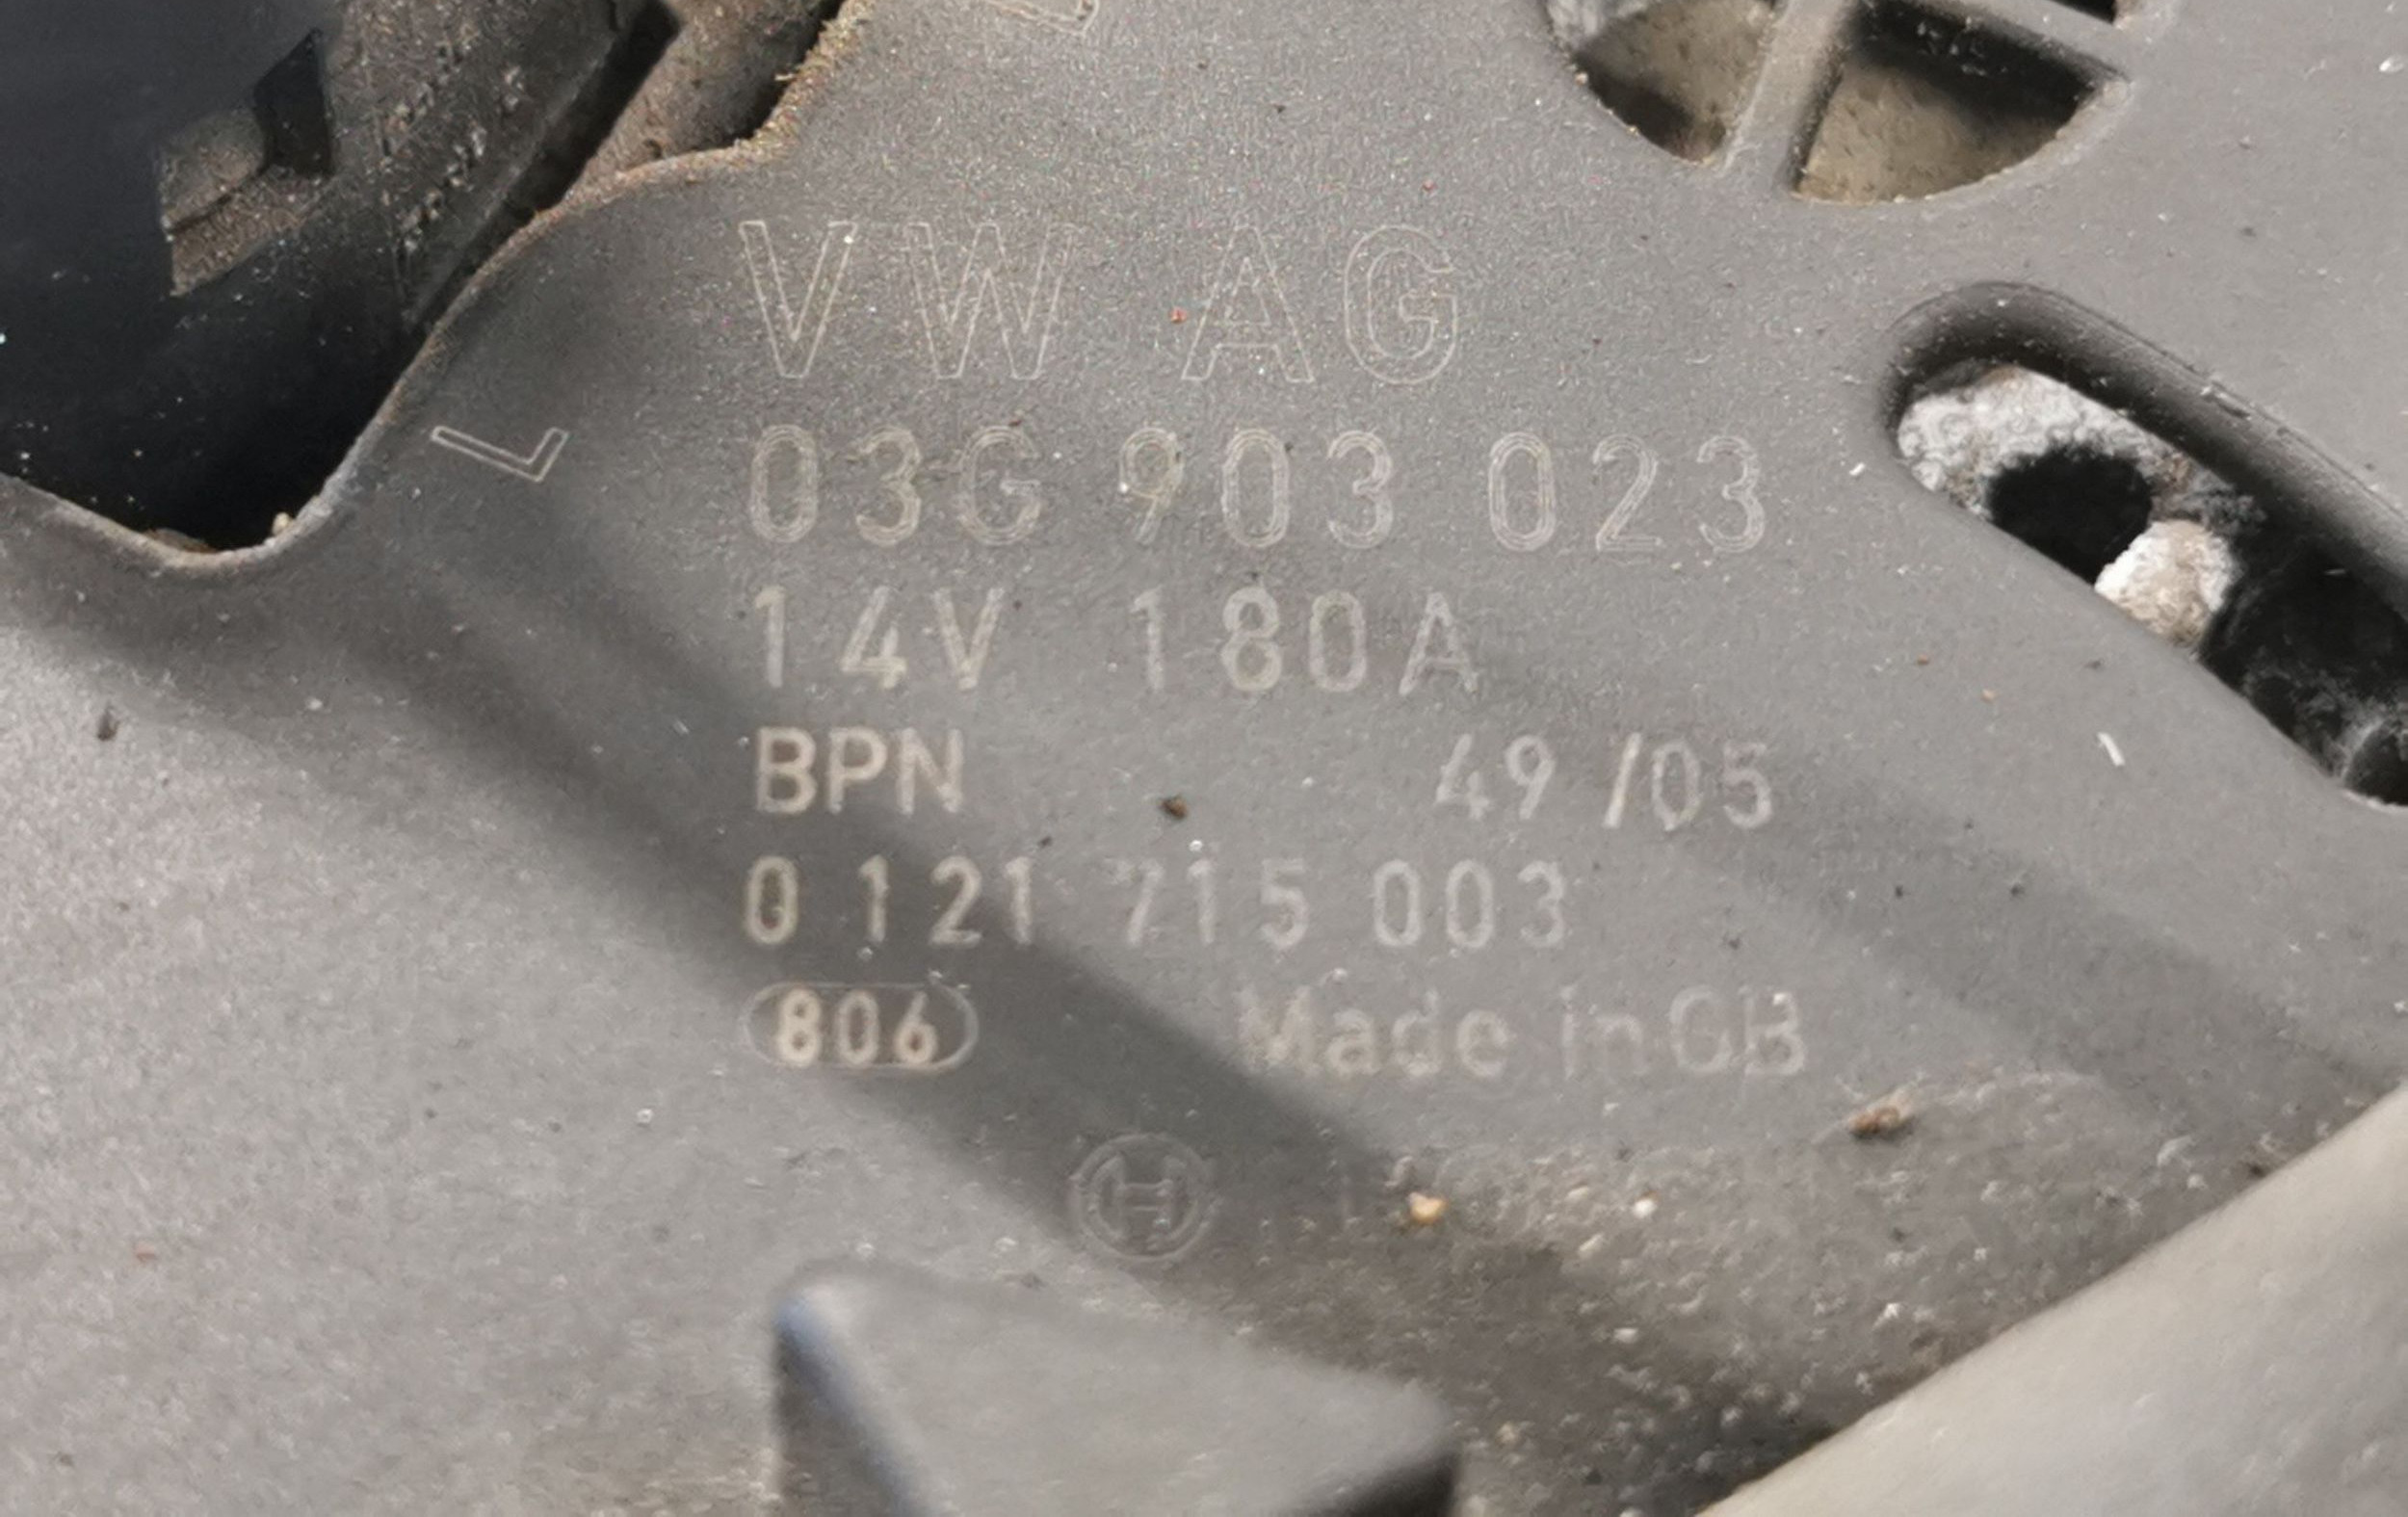 L
VW AG
03G 903 023
14V 180A
BPN 49 /05
0 121 715 003
806 Made in GB